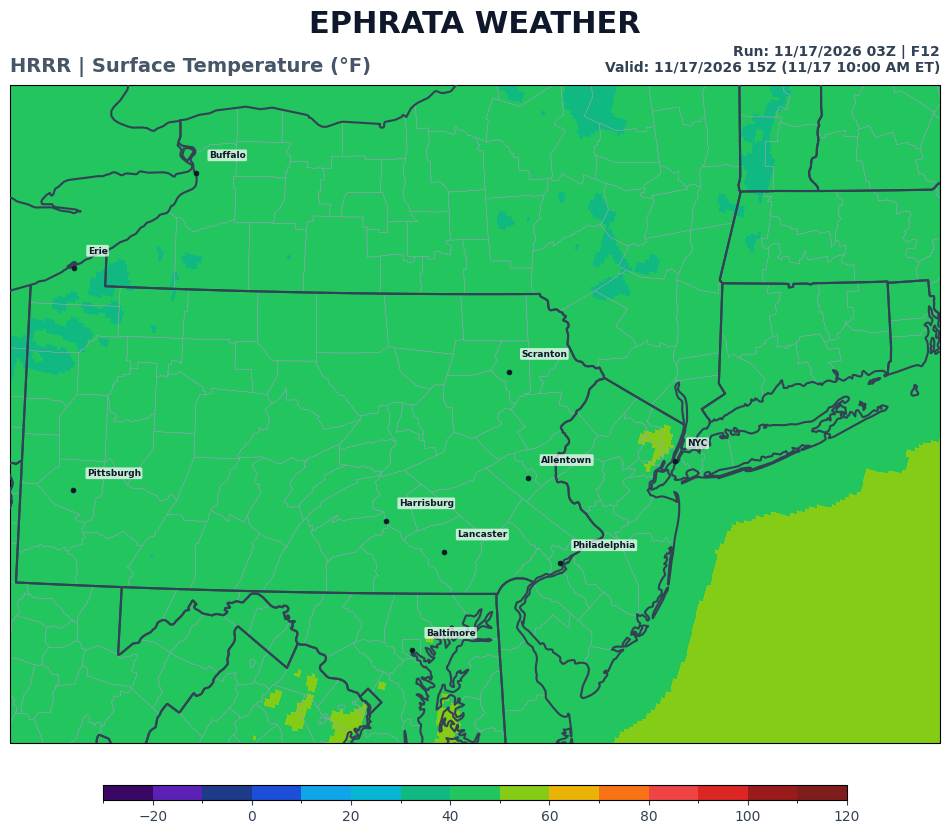 EPHRATA WEATHER
HRRR | Surface Temperature (°F)
Run: 11/17/2026 03Z | F12
Valid: 11/17/2026 15Z (11/17 10:00 AM ET)
Buffalo
Erie
Scranton
NYC
Allentown
Pittsburgh
Harrisburg
Lancaster
Philadelphia
Baltimore
−20 0 20 40 60 80 100 120